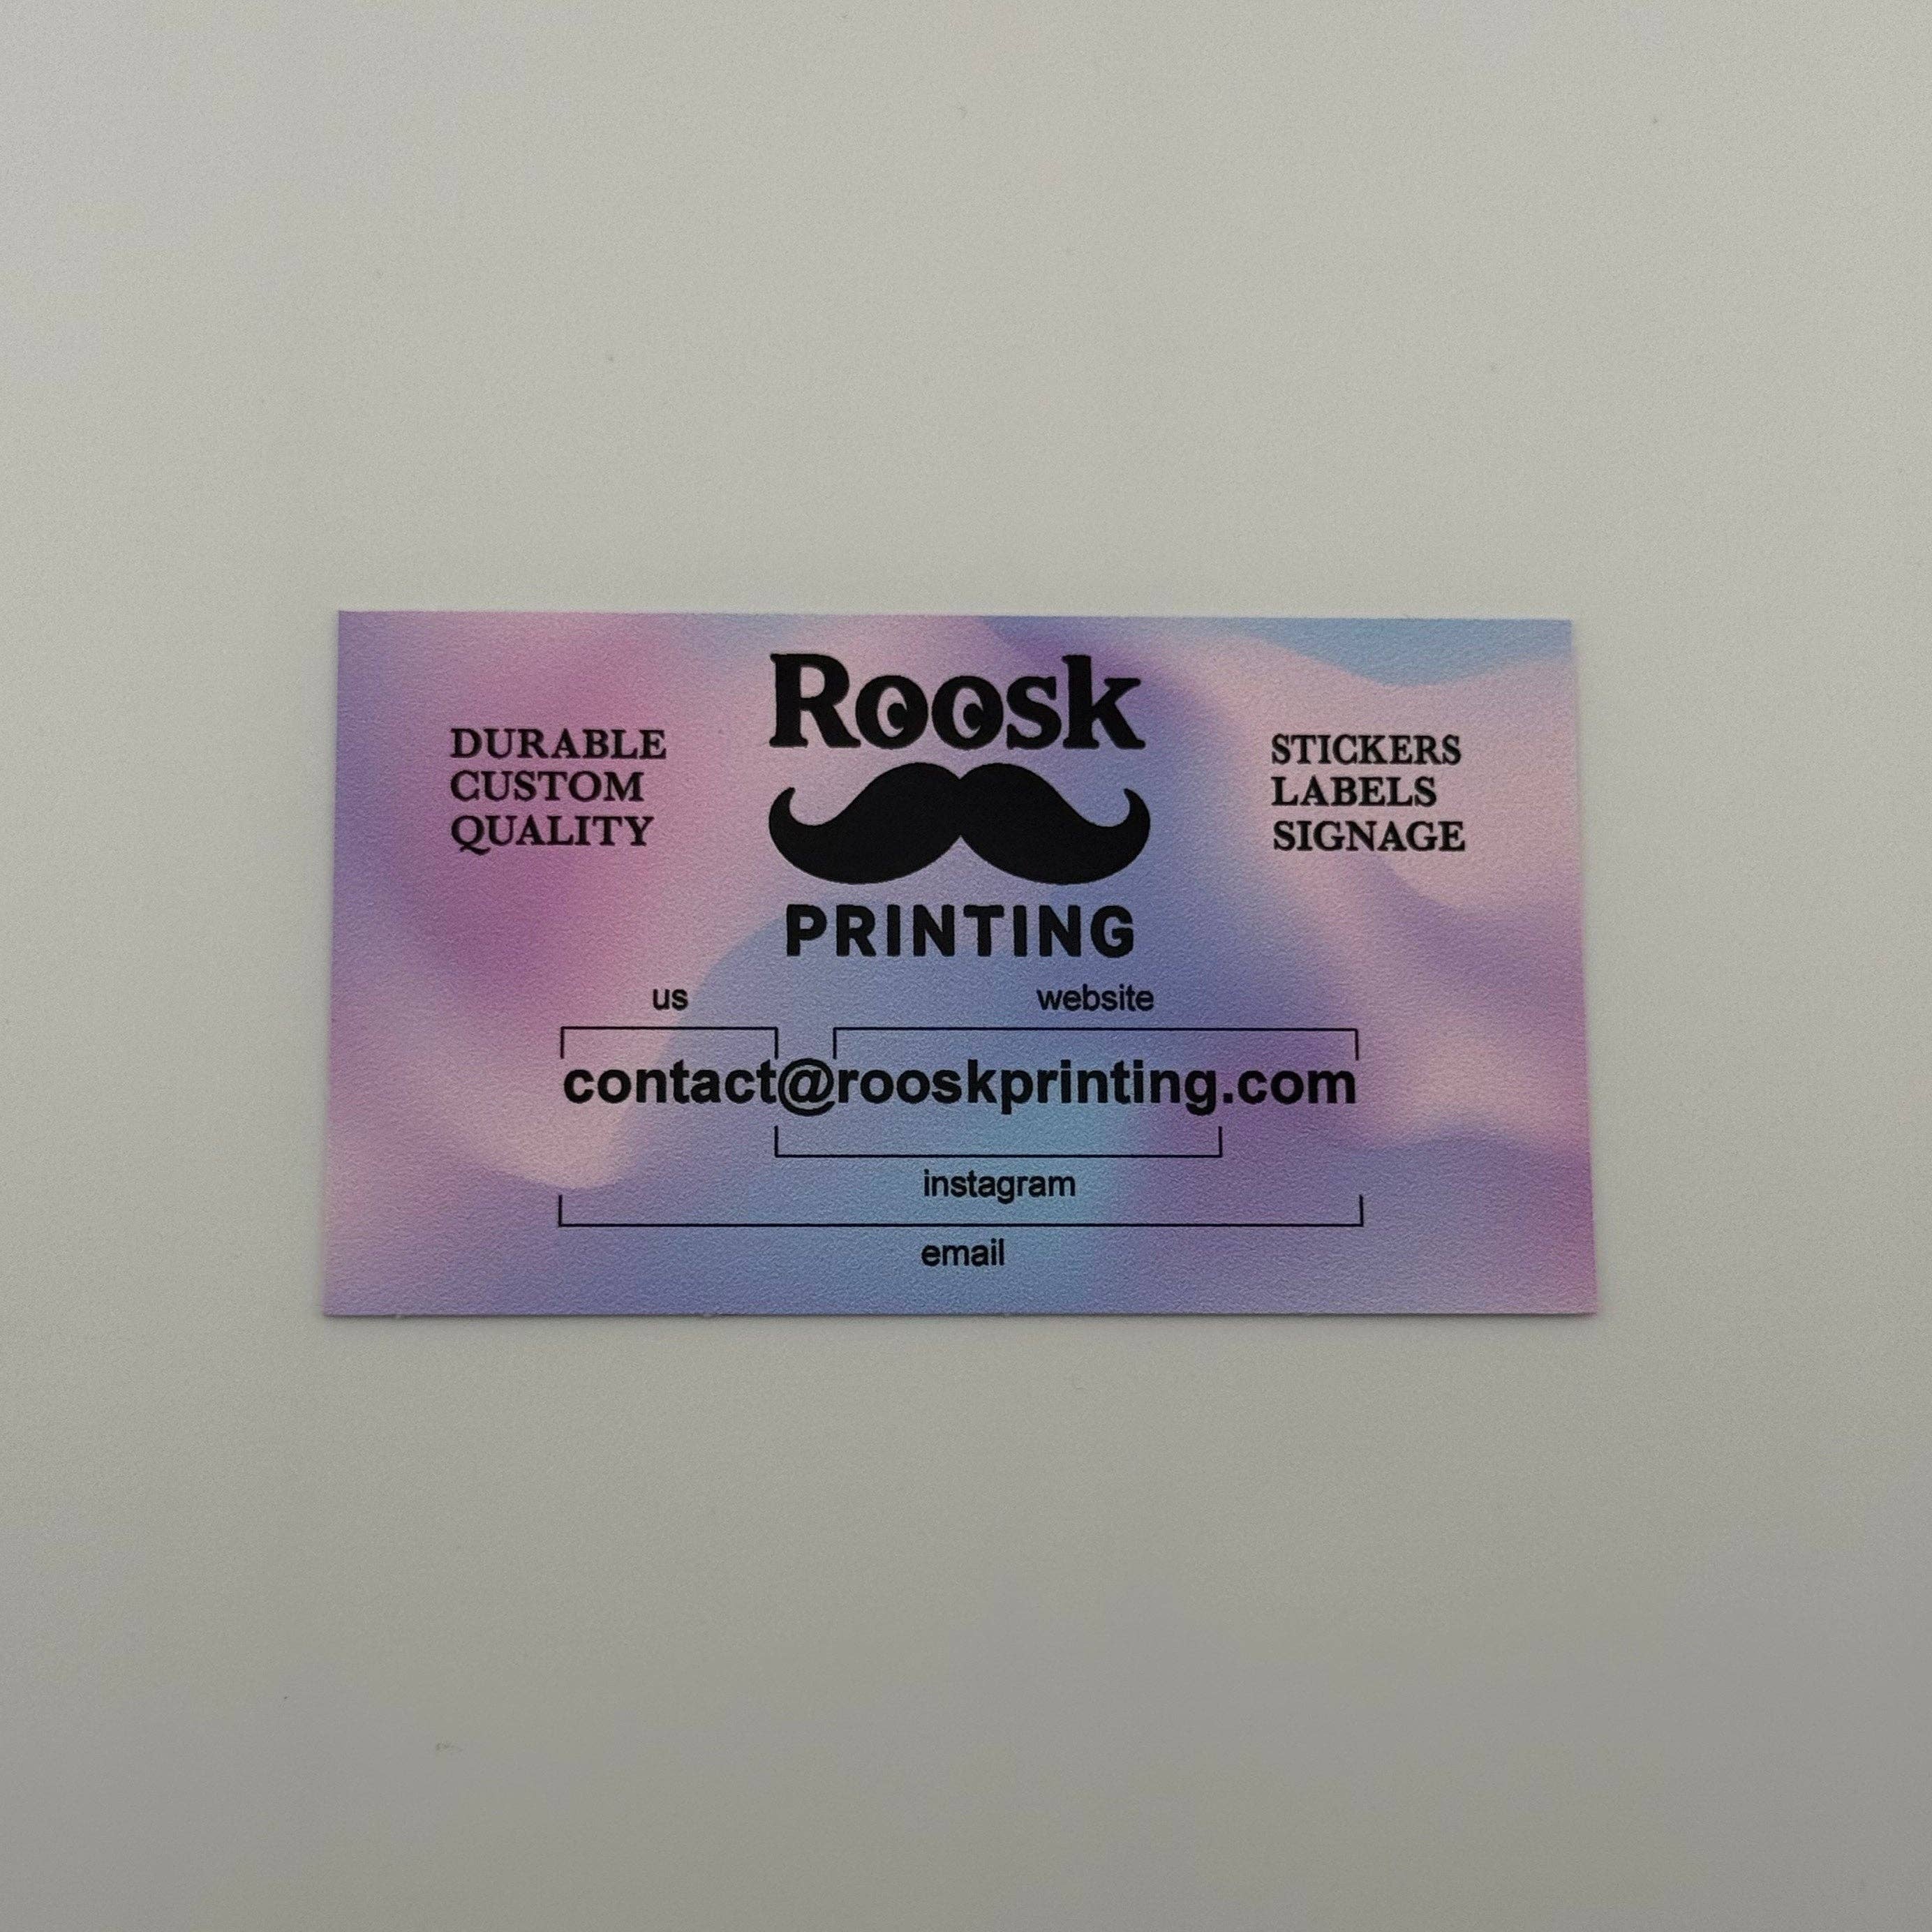 Roosk
DURABLE
CUSTOM
QUALITY
STICKERS
LABELS
SIGNAGE
PRINTING
us
website
contact@rooskprinting.com
instagram
email